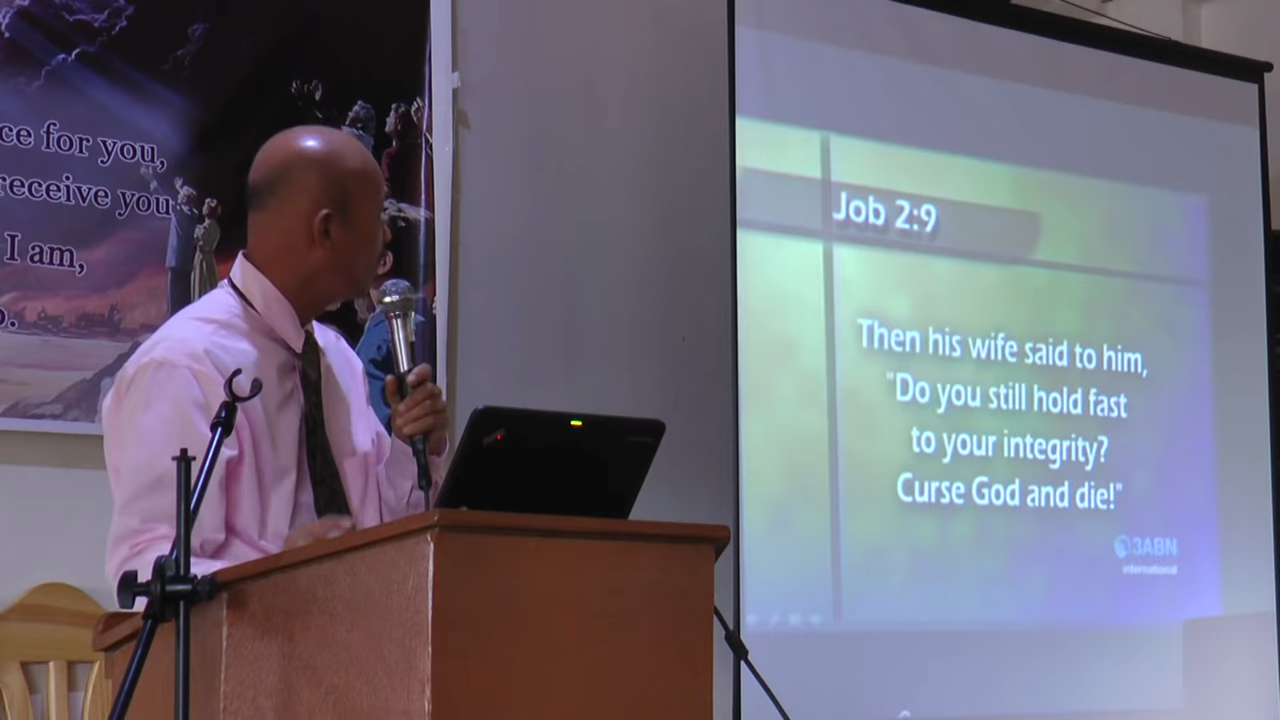 ce for you,
receive you
I am,
o.
Job 2:9
Then his wife said to him,
"Do you still hold fast
to your integrity?
Curse God and die!"
3ABN
international